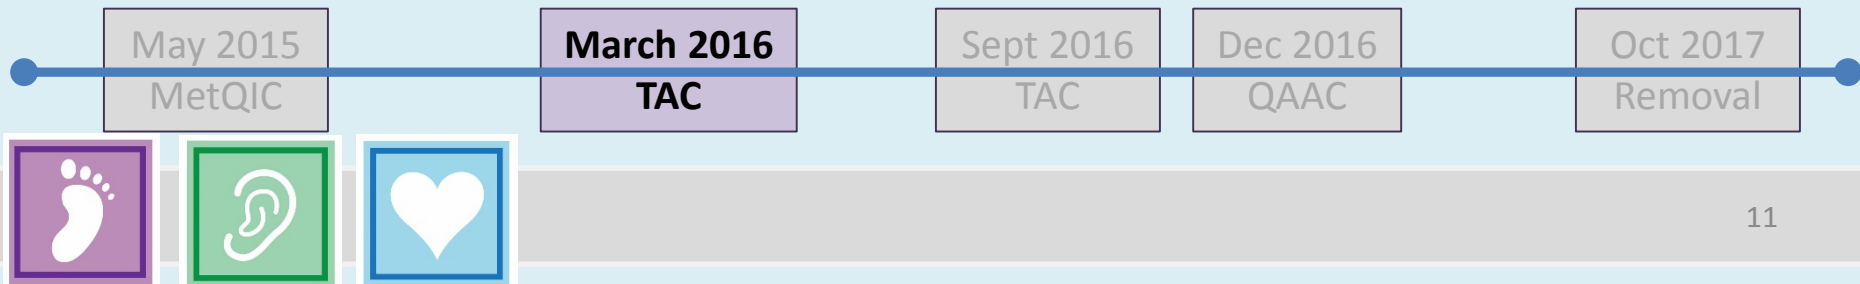 May 2015
MetQIC
March 2016
TAC
Sept 2016
TAC
Dec 2016
QAAC
Oct 2017
Removal
11